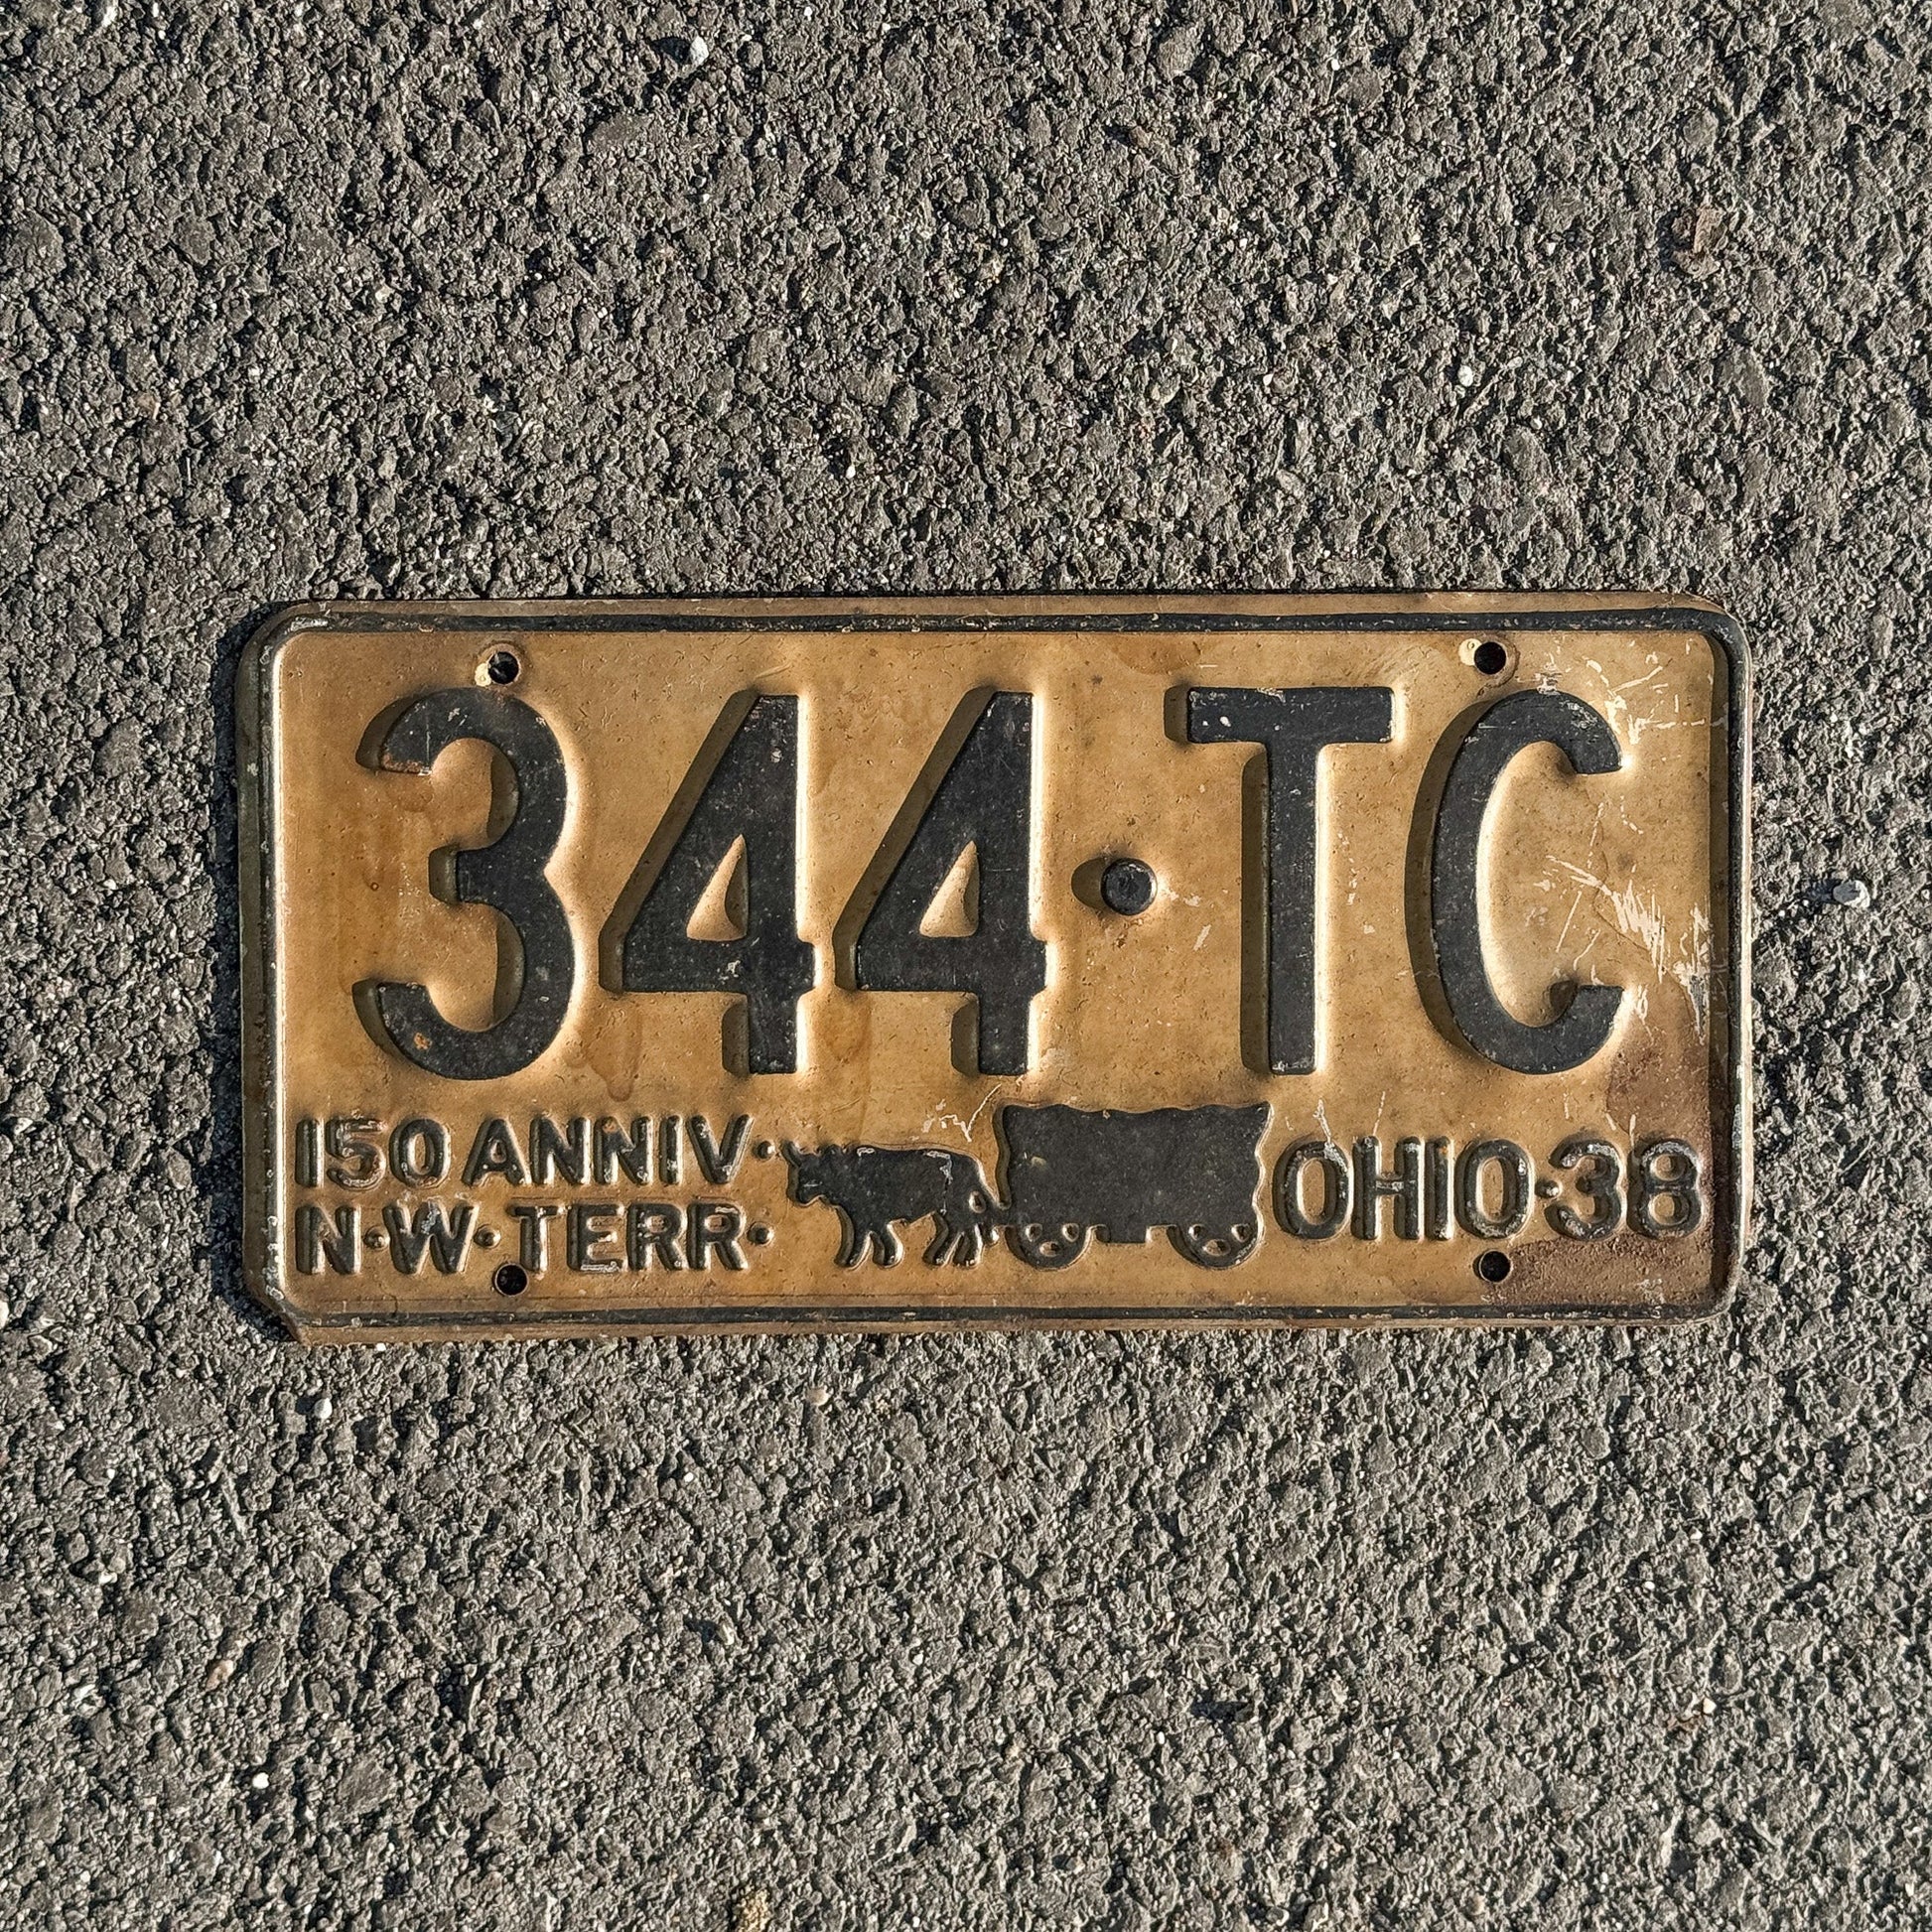 344·TC
150 ANNIV·
N·W·TERR·
OHIO·38